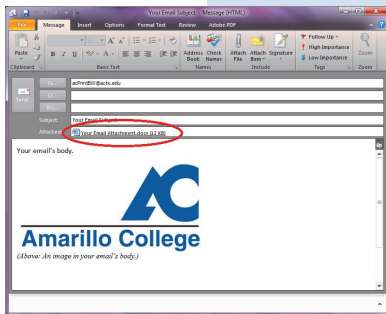 Your Email Subject - Message (HTML)
File Message Insert Options Format Text Review Adobe PDF
Paste
B I U
Address Book
Check Names
Attach File
Attach Item
Signature
Follow Up
High Importance
Low Importance
Zoom
Clipboard Basic Text Names Include Tags Zoom
Send
To... acPrintBW@actx.edu
Cc...
Bcc...
Subject: Your Email Subject
Attached: Your Email Attachment.docx (12 KB)
Your email's body.
AC
Amarillo College
(Above: An image in your email's body.)